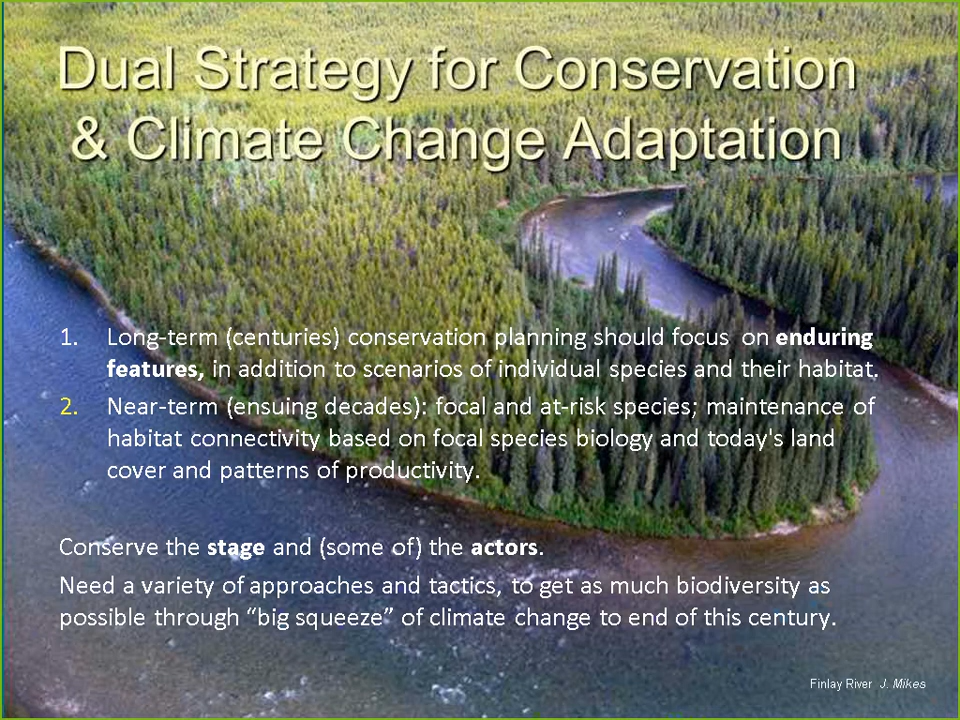 Dual Strategy for Conservation
& Climate Change Adaptation
1. Long-term (centuries) conservation planning should focus on enduring
features, in addition to scenarios of individual species and their habitat.
2. Near-term (ensuing decades): focal and at-risk species; maintenance of
habitat connectivity based on focal species biology and today's land
cover and patterns of productivity.
Conserve the stage and (some of) the actors.
Need a variety of approaches and tactics, to get as much biodiversity as
possible through “big squeeze” of climate change to end of this century.
Finlay River J. Mikes